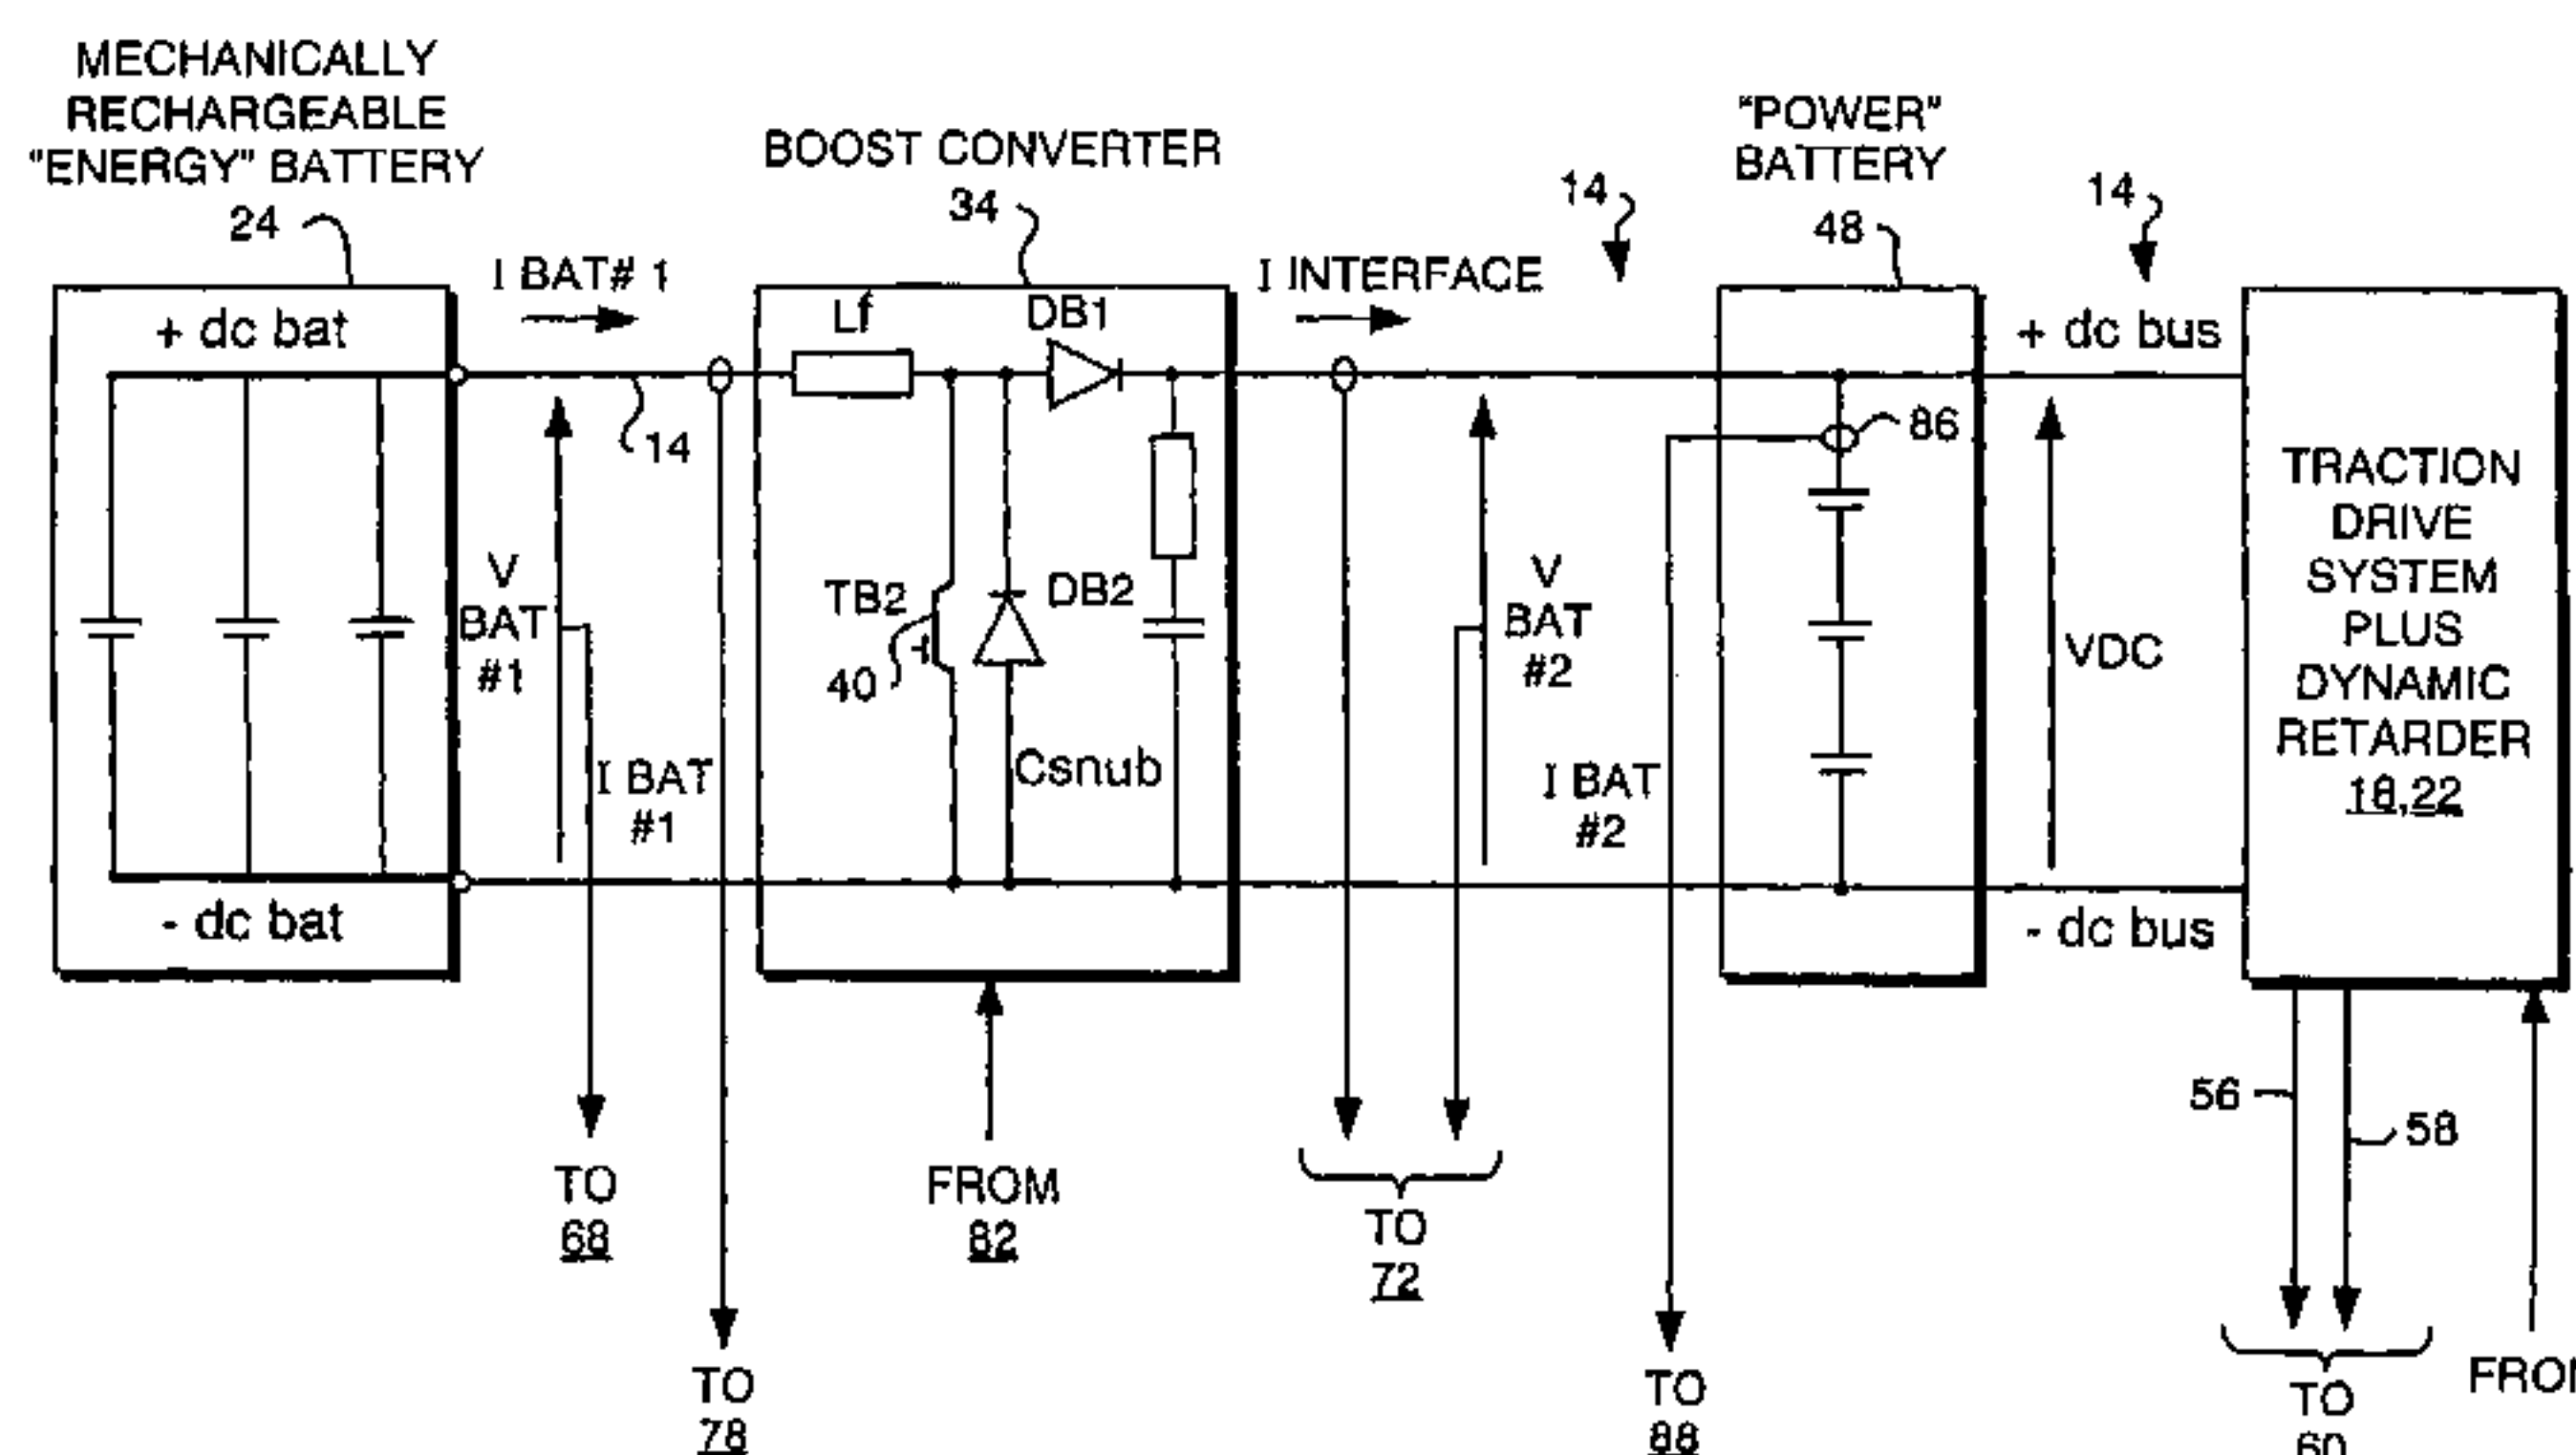 MECHANICALLY
RECHARGEABLE
"ENERGY" BATTERY
24
BOOST CONVERTER
34
"POWER"
BATTERY
48
14
14
I BAT# 1
I INTERFACE
+ dc bat
Lf
DB1
+ dc bus
14
86
V
BAT
#1
TB2
40
DB2
V
BAT
#2
VDC
TRACTION
DRIVE
SYSTEM
PLUS
DYNAMIC
RETARDER
18,22
I BAT
#1
Csnub
I BAT
#2
- dc bat
- dc bus
56
58
TO
68
FROM
82
TO
72
TO
78
TO
88
TO
60